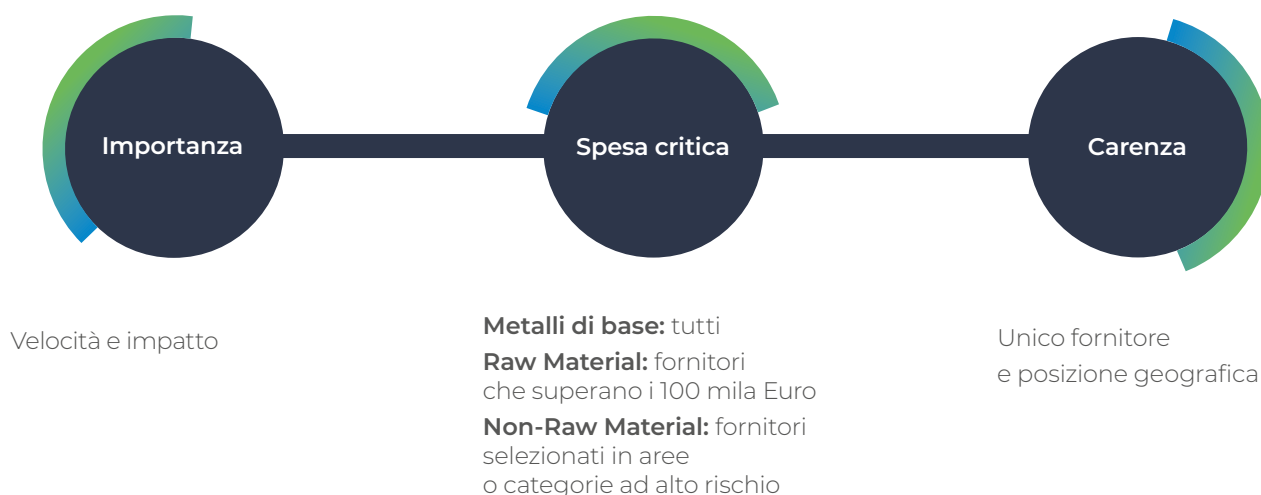 Importanza
Spesa critica
Carenza
Velocità e impatto
Metalli di base: tutti
Raw Material: fornitori
che superano i 100 mila Euro
Non-Raw Material: fornitori
selezionati in aree
o categorie ad alto rischio
Unico fornitore
e posizione geografica